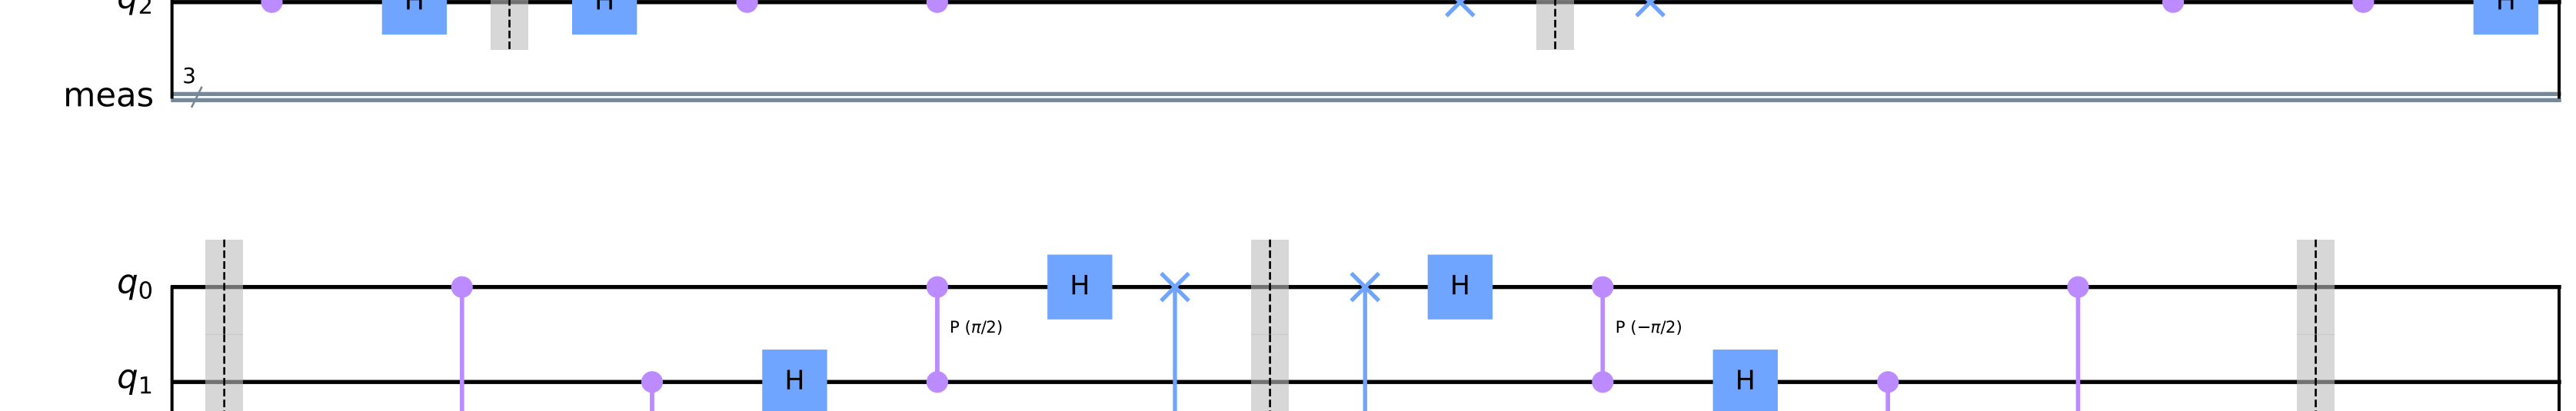 q2 H H H
3
meas
q0 H H
P (π/2) P (−π/2)
q1 H H